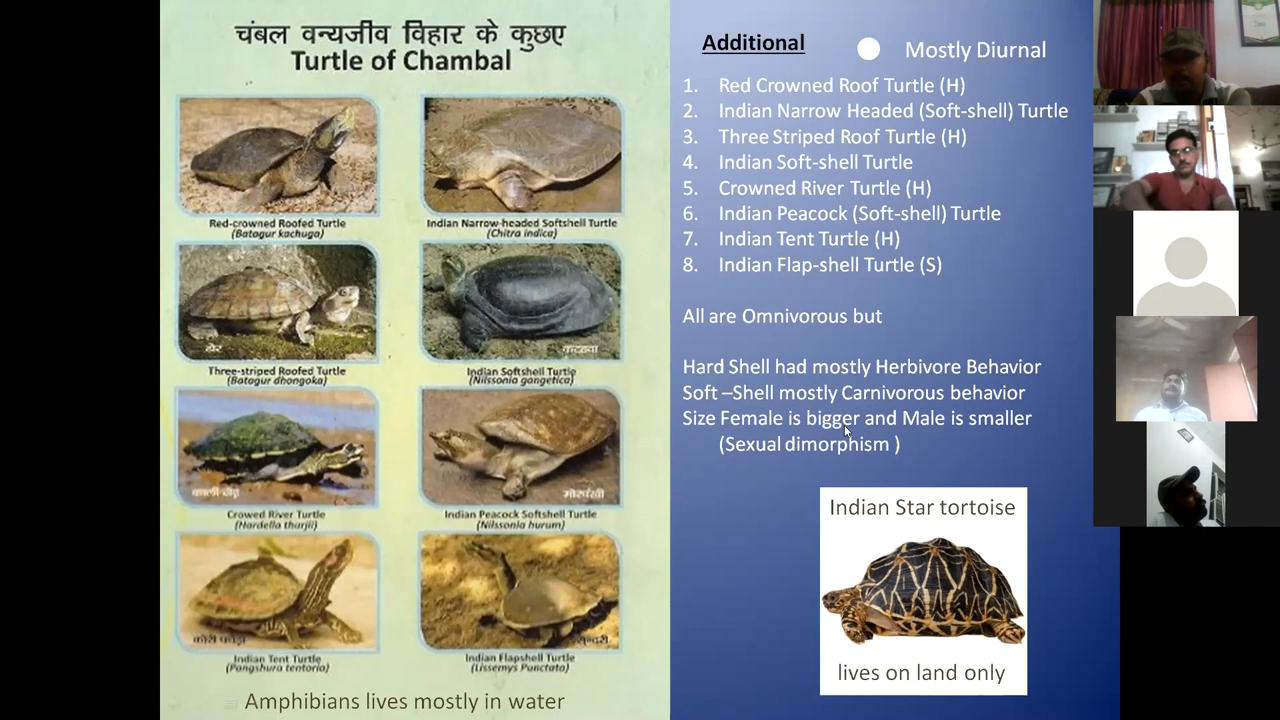 चंबल वन्यजीव विहार के कुछए
Turtle of Chambal
Red-crowned Roofed Turtle
(Batagur kachuga)
Indian Narrow-headed Softshell Turtle
(Chitra indica)
Three-striped Roofed Turtle
(Batagur dhongoka)
कटहवा
Indian Softshell Turtle
(Nilssonia gangetica)
Crowed River Turtle
(Hardella thurjii)
मोरपंखी
Indian Peacock Softshell Turtle
(Nilssonia hurum)
Indian Tent Turtle
(Pangshura tentoria)
सुन्दरी
Indian Flapshell Turtle
(Lissemys Punctata)
Amphibians lives mostly in water
Additional
Mostly Diurnal
1. Red Crowned Roof Turtle (H)
2. Indian Narrow Headed (Soft-shell) Turtle
3. Three Striped Roof Turtle (H)
4. Indian Soft-shell Turtle
5. Crowned River Turtle (H)
6. Indian Peacock (Soft-shell) Turtle
7. Indian Tent Turtle (H)
8. Indian Flap-shell Turtle (S)
All are Omnivorous but
Hard Shell had mostly Herbivore Behavior
Soft –Shell mostly Carnivorous behavior
Size Female is bigger and Male is smaller
(Sexual dimorphism )
Indian Star tortoise
lives on land only